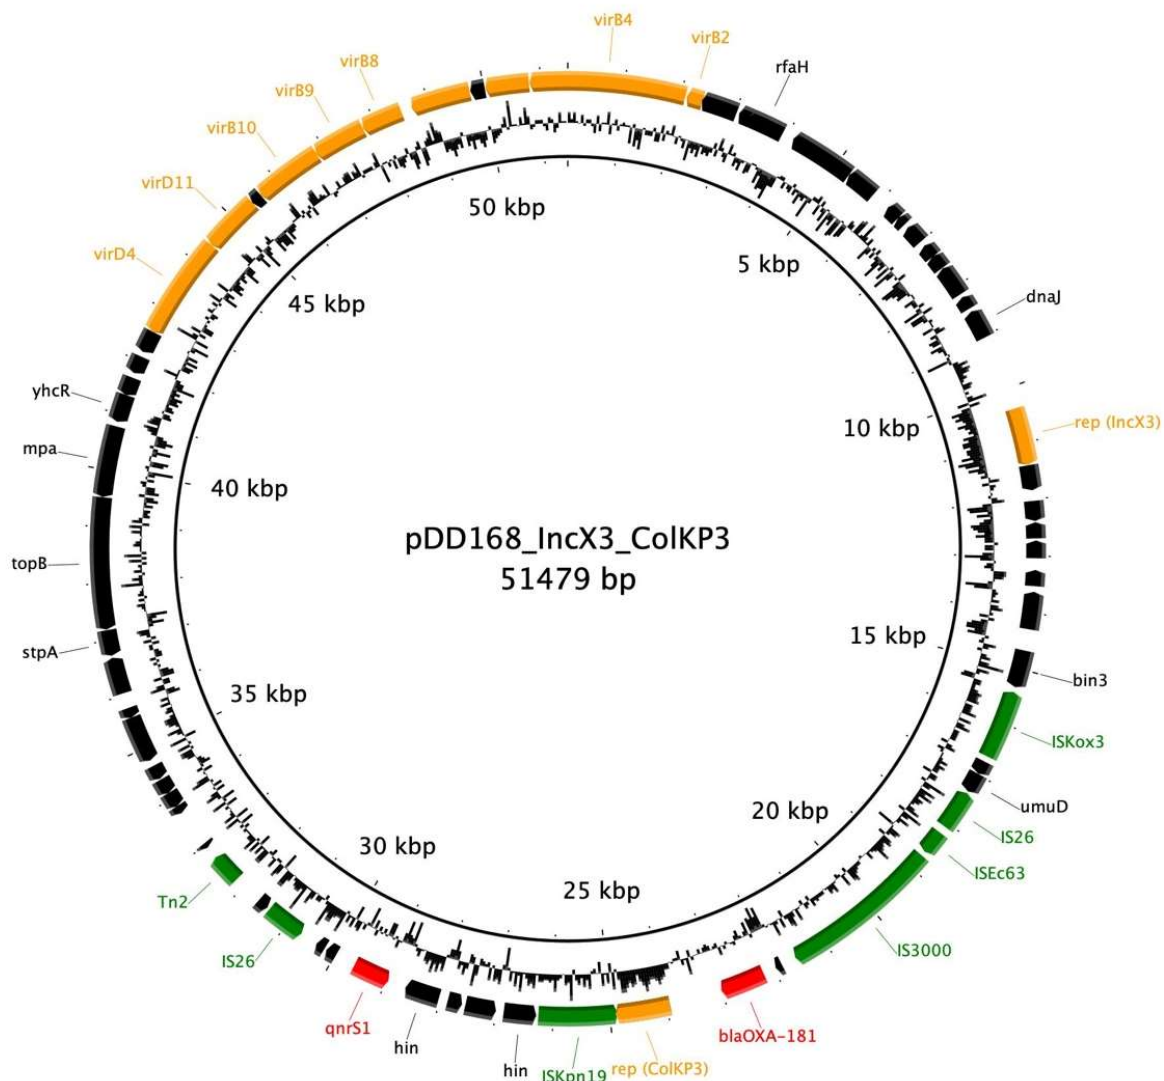 virB4
virB2
rfaH
virB8
virB9
virB10
virD11
virD4
dnaJ
rep (IncX3)
yhcR
mpa
topB
stpA
bin3
ISKox3
umuD
IS26
ISEc63
IS3000
Tn2
IS26
qnrS1
hin
hin
ISKpn19
rep (ColKP3)
blaOXA-181
50 kbp
5 kbp
45 kbp
10 kbp
40 kbp
pDD168_IncX3_ColKP3
51479 bp
15 kbp
35 kbp
20 kbp
30 kbp
25 kbp